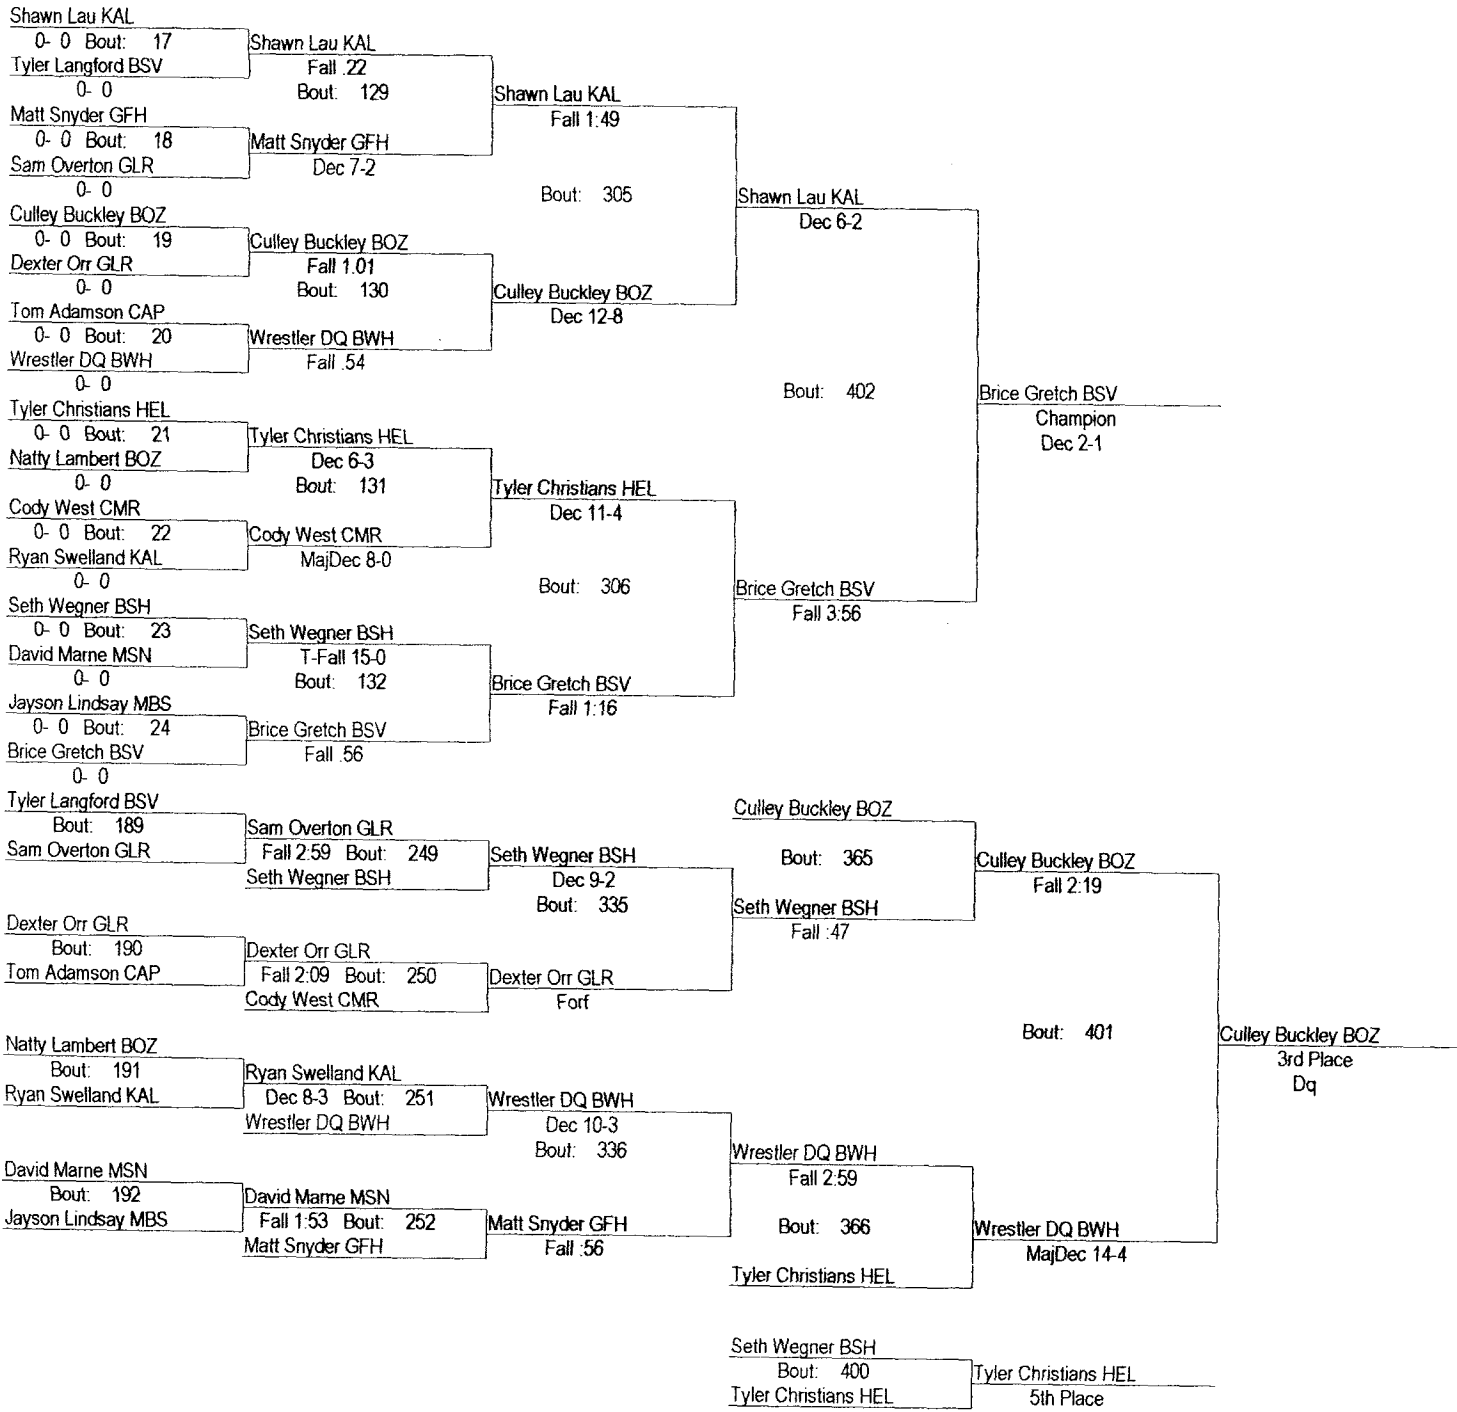 Shawn Lau KAL
0- 0 Bout: 17
Tyler Langford BSV
0- 0
Matt Snyder GFH
0- 0 Bout: 18
Sam Overton GLR
0- 0
Culley Buckley BOZ
0- 0 Bout: 19
Dexter Orr GLR
0- 0
Tom Adamson CAP
0- 0 Bout: 20
Wrestler DQ BWH
0- 0
Tyler Christians HEL
0- 0 Bout: 21
Natty Lambert BOZ
0- 0
Cody West CMR
0- 0 Bout: 22
Ryan Swelland KAL
0- 0
Seth Wegner BSH
0- 0 Bout: 23
David Marne MSN
0- 0
Jayson Lindsay MBS
0- 0 Bout: 24
Brice Gretch BSV
0- 0
Shawn Lau KAL
Fall .22
Bout: 129
Matt Snyder GFH
Dec 7-2
Culley Buckley BOZ
Fall 1.01
Bout: 130
Wrestler DQ BWH
Fall .54
Tyler Christians HEL
Dec 6-3
Bout: 131
Cody West CMR
MajDec 8-0
Seth Wegner BSH
T-Fall 15-0
Bout: 132
Brice Gretch BSV
Fall .56
Shawn Lau KAL
Fall 1:49
Bout: 305
Culley Buckley BOZ
Dec 12-8
Tyler Christians HEL
Dec 11-4
Bout: 306
Brice Gretch BSV
Fall 1:16
Shawn Lau KAL
Dec 6-2
Bout: 402
Brice Gretch BSV
Fall 3:56
Brice Gretch BSV
Champion
Dec 2-1
Tyler Langford BSV
Bout: 189
Sam Overton GLR
Dexter Orr GLR
Bout: 190
Tom Adamson CAP
Natty Lambert BOZ
Bout: 191
Ryan Swelland KAL
David Marne MSN
Bout: 192
Jayson Lindsay MBS
Sam Overton GLR
Fall 2:59 Bout: 249
Seth Wegner BSH
Dexter Orr GLR
Fall 2:09 Bout: 250
Cody West CMR
Ryan Swelland KAL
Dec 8-3 Bout: 251
Wrestler DQ BWH
David Marne MSN
Fall 1:53 Bout: 252
Matt Snyder GFH
Seth Wegner BSH
Dec 9-2
Bout: 335
Dexter Orr GLR
Forf
Wrestler DQ BWH
Dec 10-3
Bout: 336
Matt Snyder GFH
Fall :56
Culley Buckley BOZ
Bout: 365
Seth Wegner BSH
Fall :47
Wrestler DQ BWH
Fall 2:59
Bout: 366
Tyler Christians HEL
Culley Buckley BOZ
Fall 2:19
Bout: 401
Wrestler DQ BWH
MajDec 14-4
Culley Buckley BOZ
3rd Place
Dq
Seth Wegner BSH
Bout: 400
Tyler Christians HEL
Tyler Christians HEL
5th Place